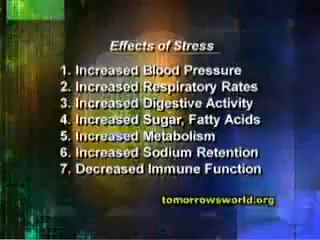 Effects of Stress
1. Increased Blood Pressure
2. Increased Respiratory Rates
3. Increased Digestive Activity
4. Increased Sugar, Fatty Acids
5. Increased Metabolism
6. Increased Sodium Retention
7. Decreased Immune Function
tomorrowsworld.org